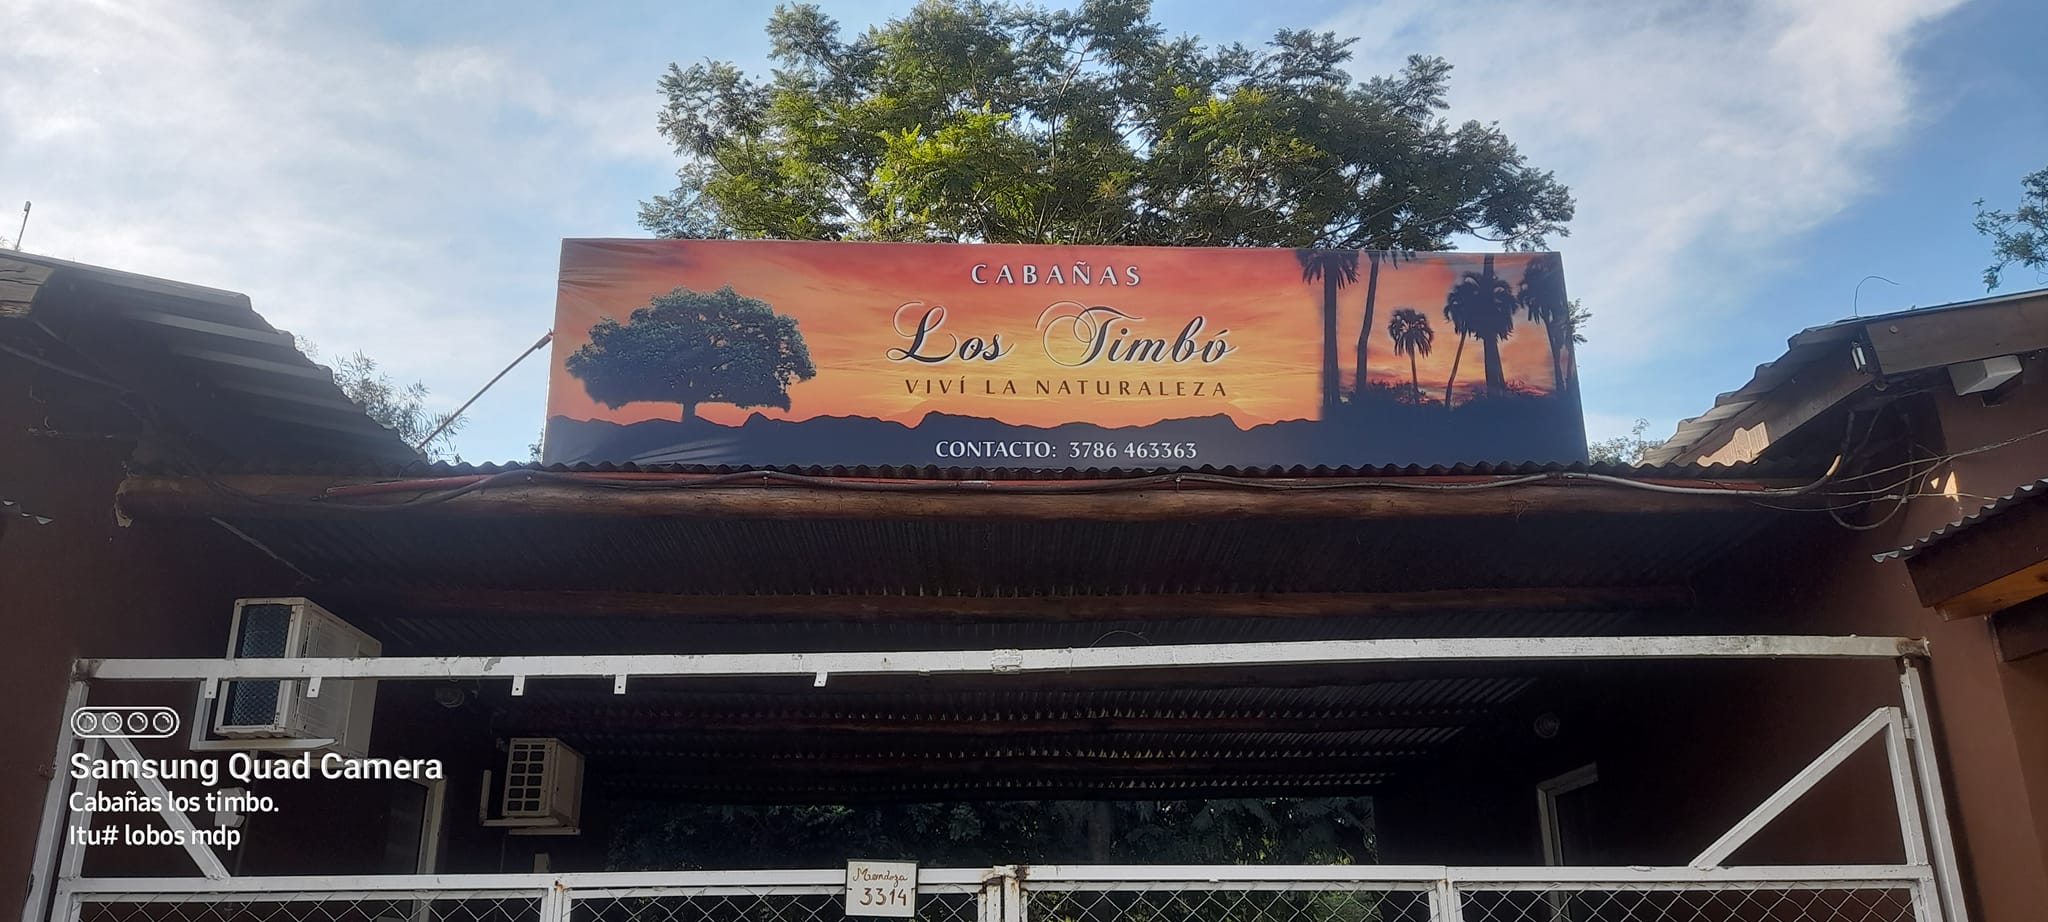 CABAÑAS
Los Timbó
VIVÍ LA NATURALEZA
CONTACTO: 3786 463363
Samsung Quad Camera
Cabañas los timbo.
Itu# lobos mdp
Mendoza
3314